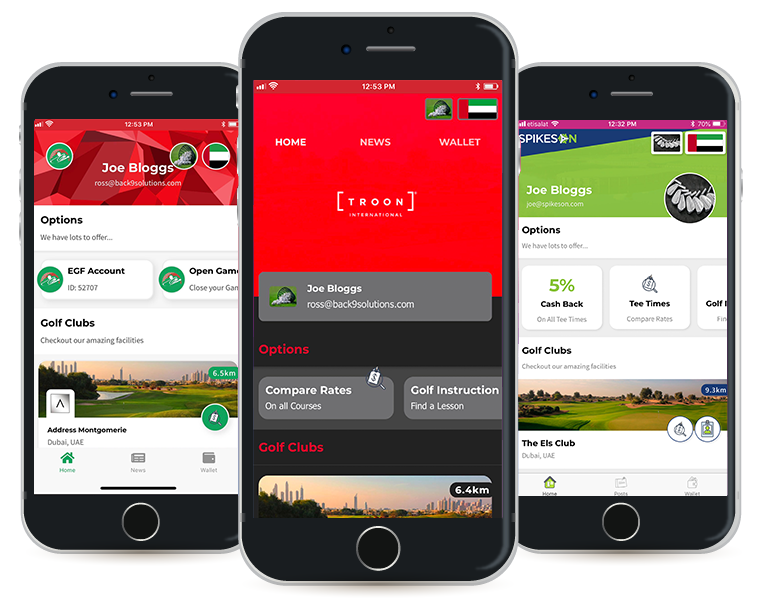 12:53 PM
Joe Bloggs
ross@back9solutions.com
Options
We have lots to offer...
EGF Account
ID: 52707
Open Gam
Close your Gam
Golf Clubs
Checkout our amazing facilities
6.5km
Address Montgomerie
Dubai, UAE
Home
News
Wallet
12:53 PM
HOME
NEWS
WALLET
[TROON]
INTERNATIONAL
Joe Bloggs
ross@back9solutions.com
Options
Compare Rates
On all Courses
Golf Instruction
Find a Lesson
Golf Clubs
6.4km
etisalat
12:32 PM
70%
SPIKESON
Joe Bloggs
joe@spikeson.com
Options
We have lots to offer...
5%
Cash Back
On All Tee Times
Tee Times
Compare Rates
Golf I
Fin
Golf Clubs
Checkout our amazing facilities
9.3km
The Els Club
Dubai, UAE
Home
Posts
Wallet